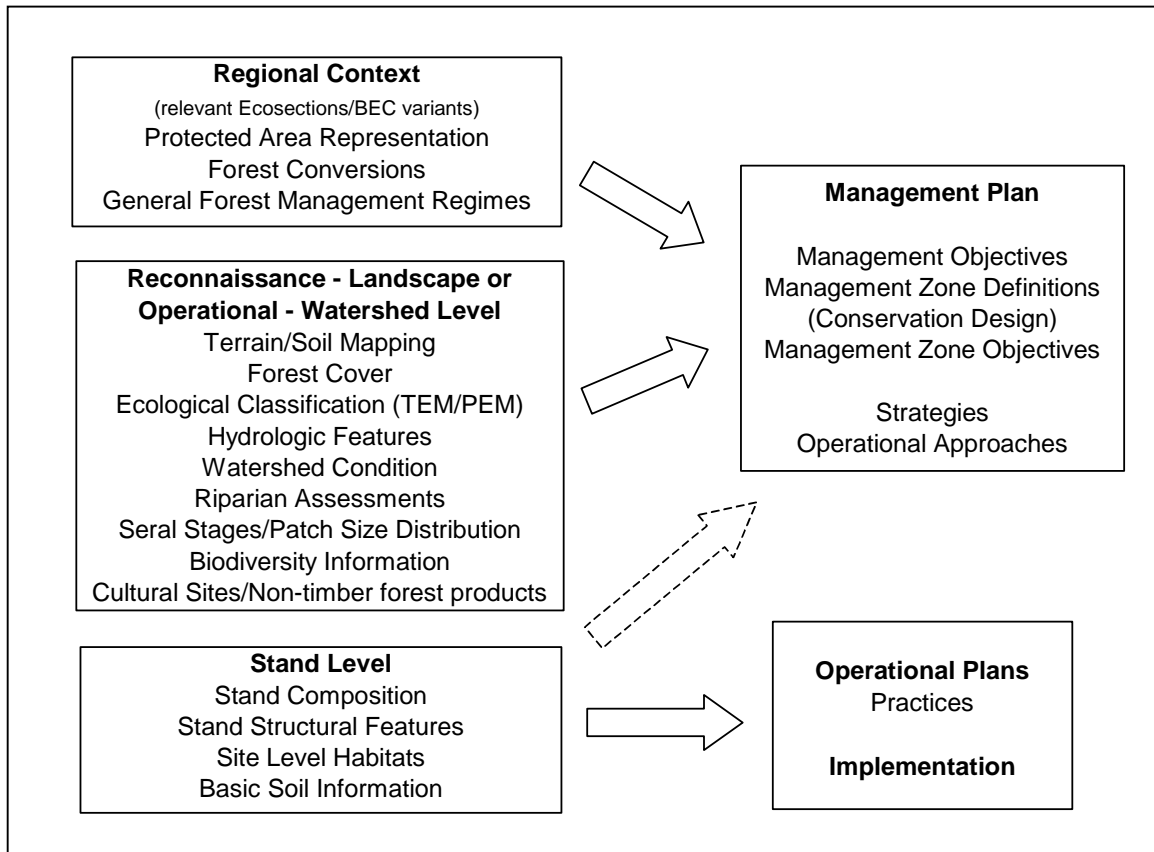 Regional Context
(relevant Ecosections/BEC variants)
Protected Area Representation
Forest Conversions
General Forest Management Regimes
Reconnaissance - Landscape or
Operational - Watershed Level
Terrain/Soil Mapping
Forest Cover
Ecological Classification (TEM/PEM)
Hydrologic Features
Watershed Condition
Riparian Assessments
Seral Stages/Patch Size Distribution
Biodiversity Information
Cultural Sites/Non-timber forest products
Stand Level
Stand Composition
Stand Structural Features
Site Level Habitats
Basic Soil Information
Management Plan
Management Objectives
Management Zone Definitions
(Conservation Design)
Management Zone Objectives
Strategies
Operational Approaches
Operational Plans
Practices
Implementation